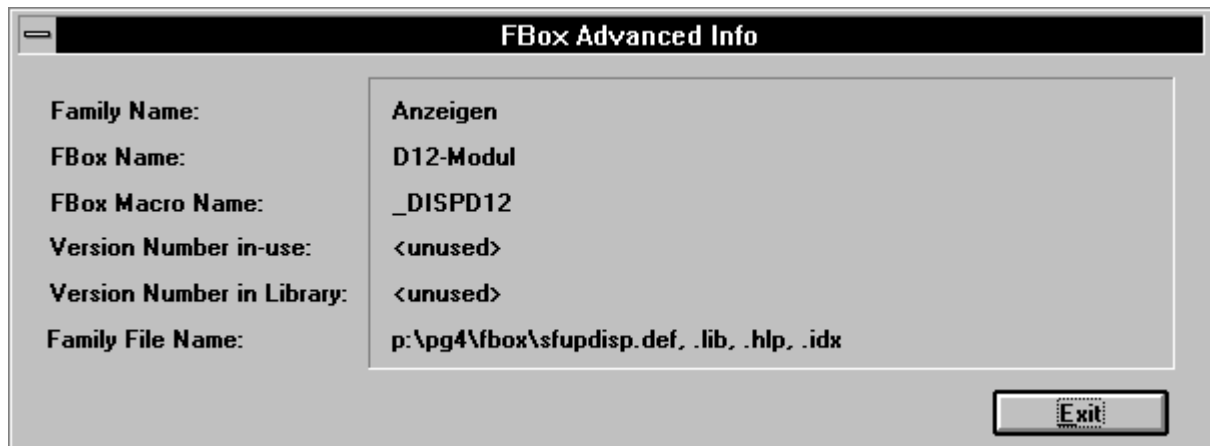 FBox Advanced Info
Family Name: Anzeigen
FBox Name: D12-Modul
FBox Macro Name: _DISPD12
Version Number in-use: <unused>
Version Number in Library: <unused>
Family File Name: p:\pg4\fbox\sfupdisp.def, .lib, .hlp, .idx
Exit